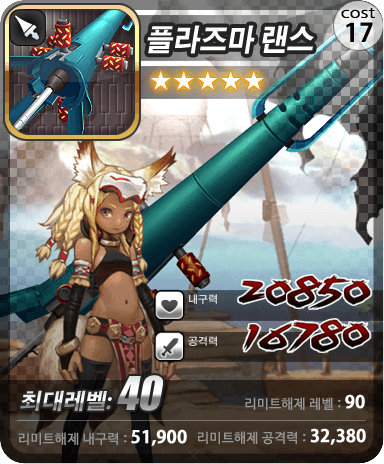 플라즈마 랜스
cost
17
내구력 20850
공격력 16780
최대레벨: 40
리미트해제 레벨 : 90
리미트해제 내구력 : 51,900 리미트해제 공격력 : 32,380